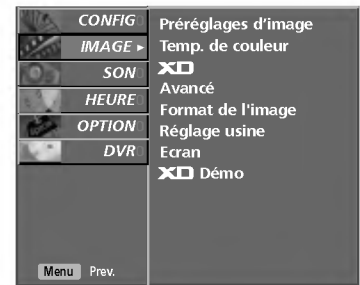 CONFIG
IMAGE ►
SON
HEURE
OPTION
DVR
Menu Prev.
Préréglages d'image
Temp. de couleur
XD
Avancé
Format de l'image
Réglage usine
Ecran
XD Démo